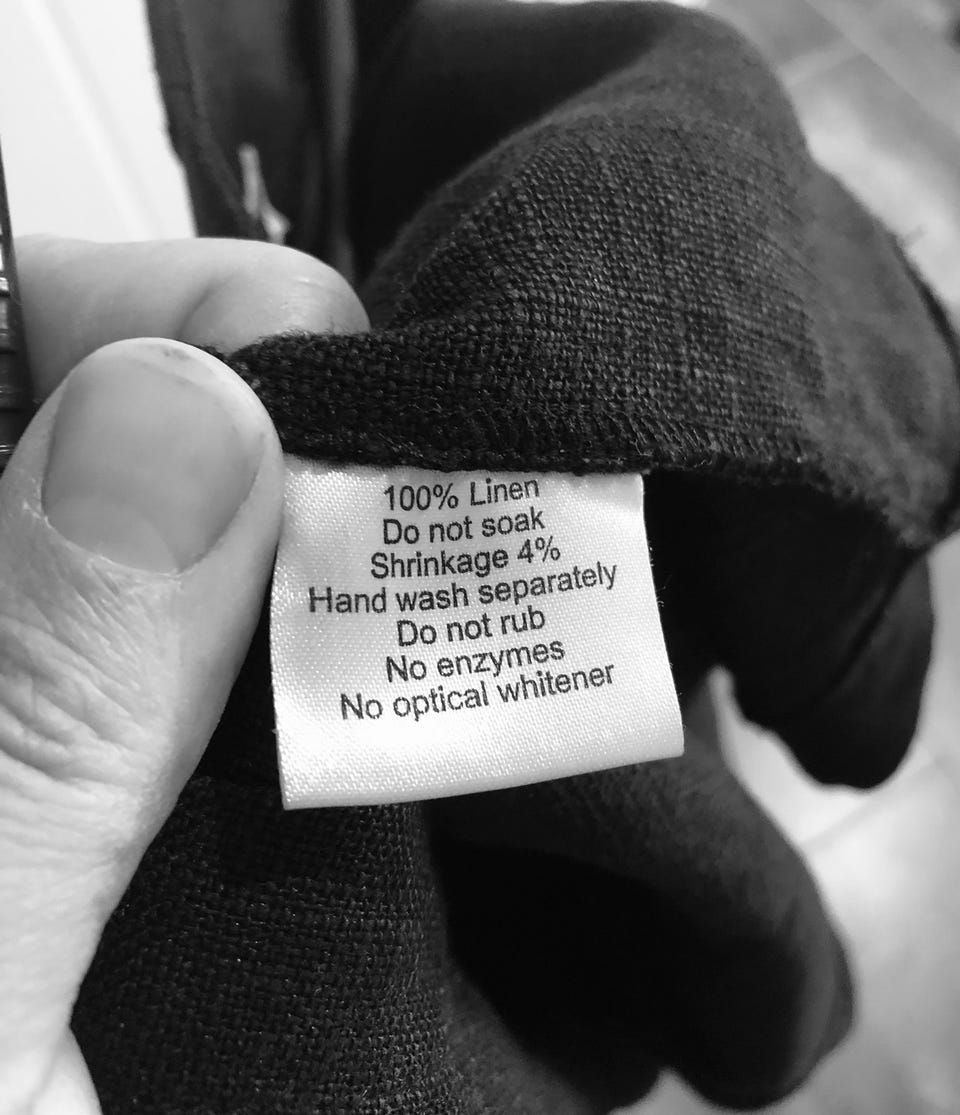 100% Linen
Do not soak
Shrinkage 4%
Hand wash separately
Do not rub
No enzymes
No optical whitener